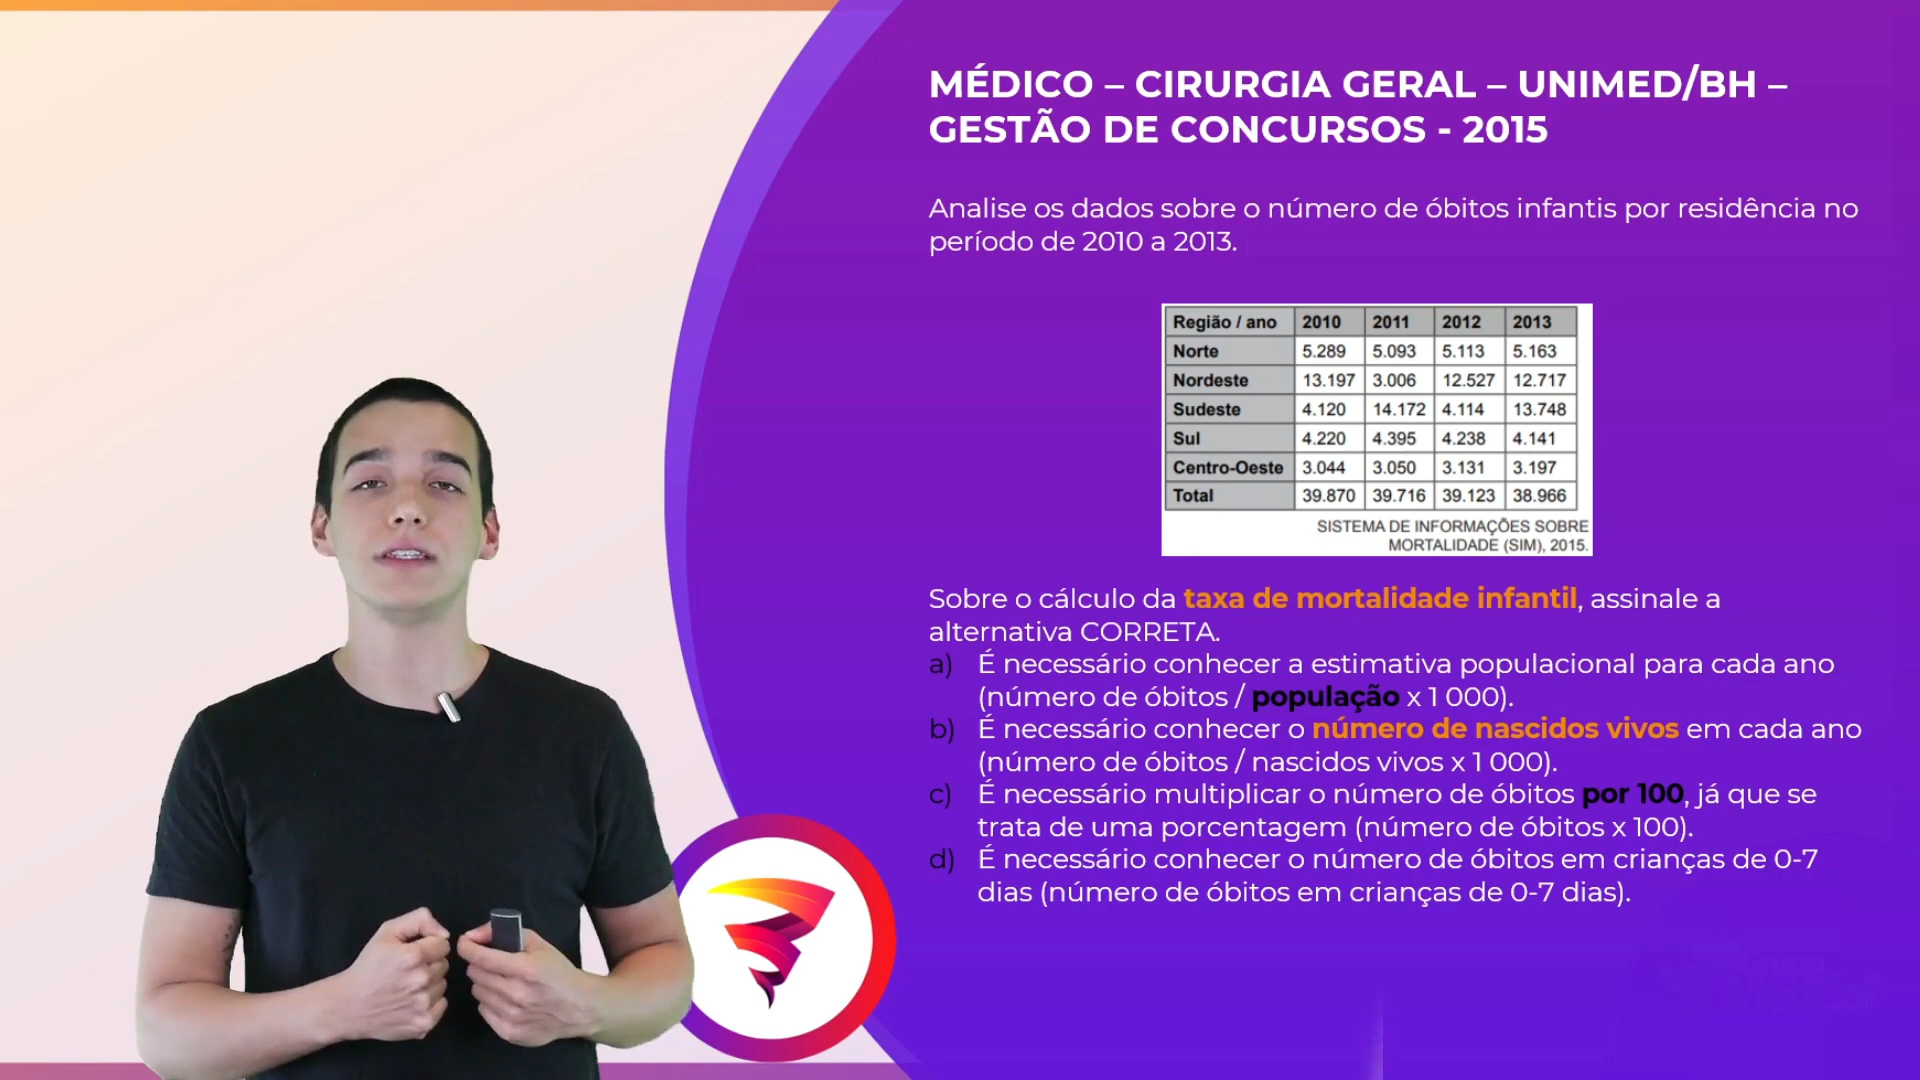 MÉDICO – CIRURGIA GERAL – UNIMED/BH –
GESTÃO DE CONCURSOS - 2015
Analise os dados sobre o número de óbitos infantis por residência no
período de 2010 a 2013.
Região / ano 2010 2011 2012 2013
Norte 5.289 5.093 5.113 5.163
Nordeste 13.197 3.006 12.527 12.717
Sudeste 4.120 14.172 4.114 13.748
Sul 4.220 4.395 4.238 4.141
Centro-Oeste 3.044 3.050 3.131 3.197
Total 39.870 39.716 39.123 38.966
SISTEMA DE INFORMAÇÕES SOBRE
MORTALIDADE (SIM), 2015.
Sobre o cálculo da taxa de mortalidade infantil, assinale a
alternativa CORRETA.
a) É necessário conhecer a estimativa populacional para cada ano
(número de óbitos / população x 1 000).
b) É necessário conhecer o número de nascidos vivos em cada ano
(número de óbitos / nascidos vivos x 1 000).
c) É necessário multiplicar o número de óbitos por 100, já que se
trata de uma porcentagem (número de óbitos x 100).
d) É necessário conhecer o número de óbitos em crianças de 0-7
dias (número de óbitos em crianças de 0-7 dias).